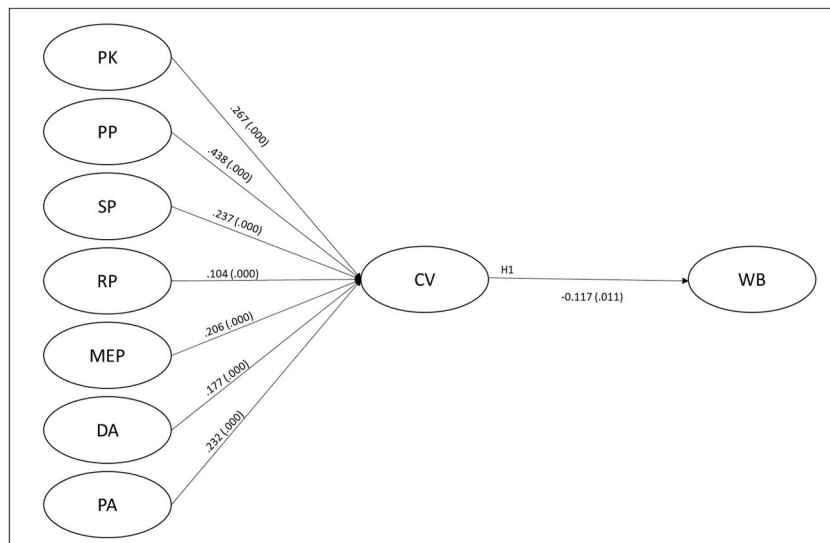 PK
.267 (.000)
PP
.438 (.000)
SP
.237 (.000)
RP
.104 (.000)
MEP
.206 (.000)
DA
.177 (.000)
PA
.232 (.000)
CV
H1
-0.117 (.011)
WB